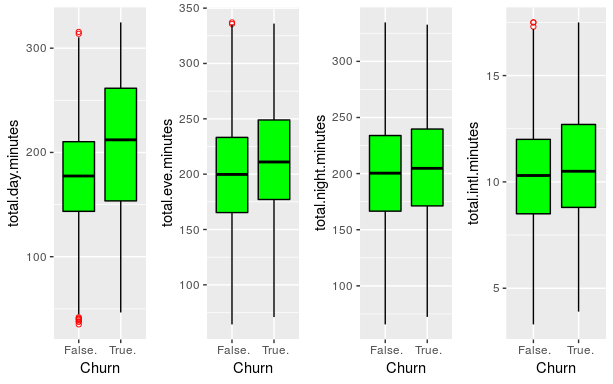 total.day.minutes
300
200
100
False. True.
Churn
total.eve.minutes
350
300
250
200
150
100
False. True.
Churn
total.night.minutes
300
200
150
100
False. True.
Churn
total.intl.minutes
15
10
5
False. True.
Churn